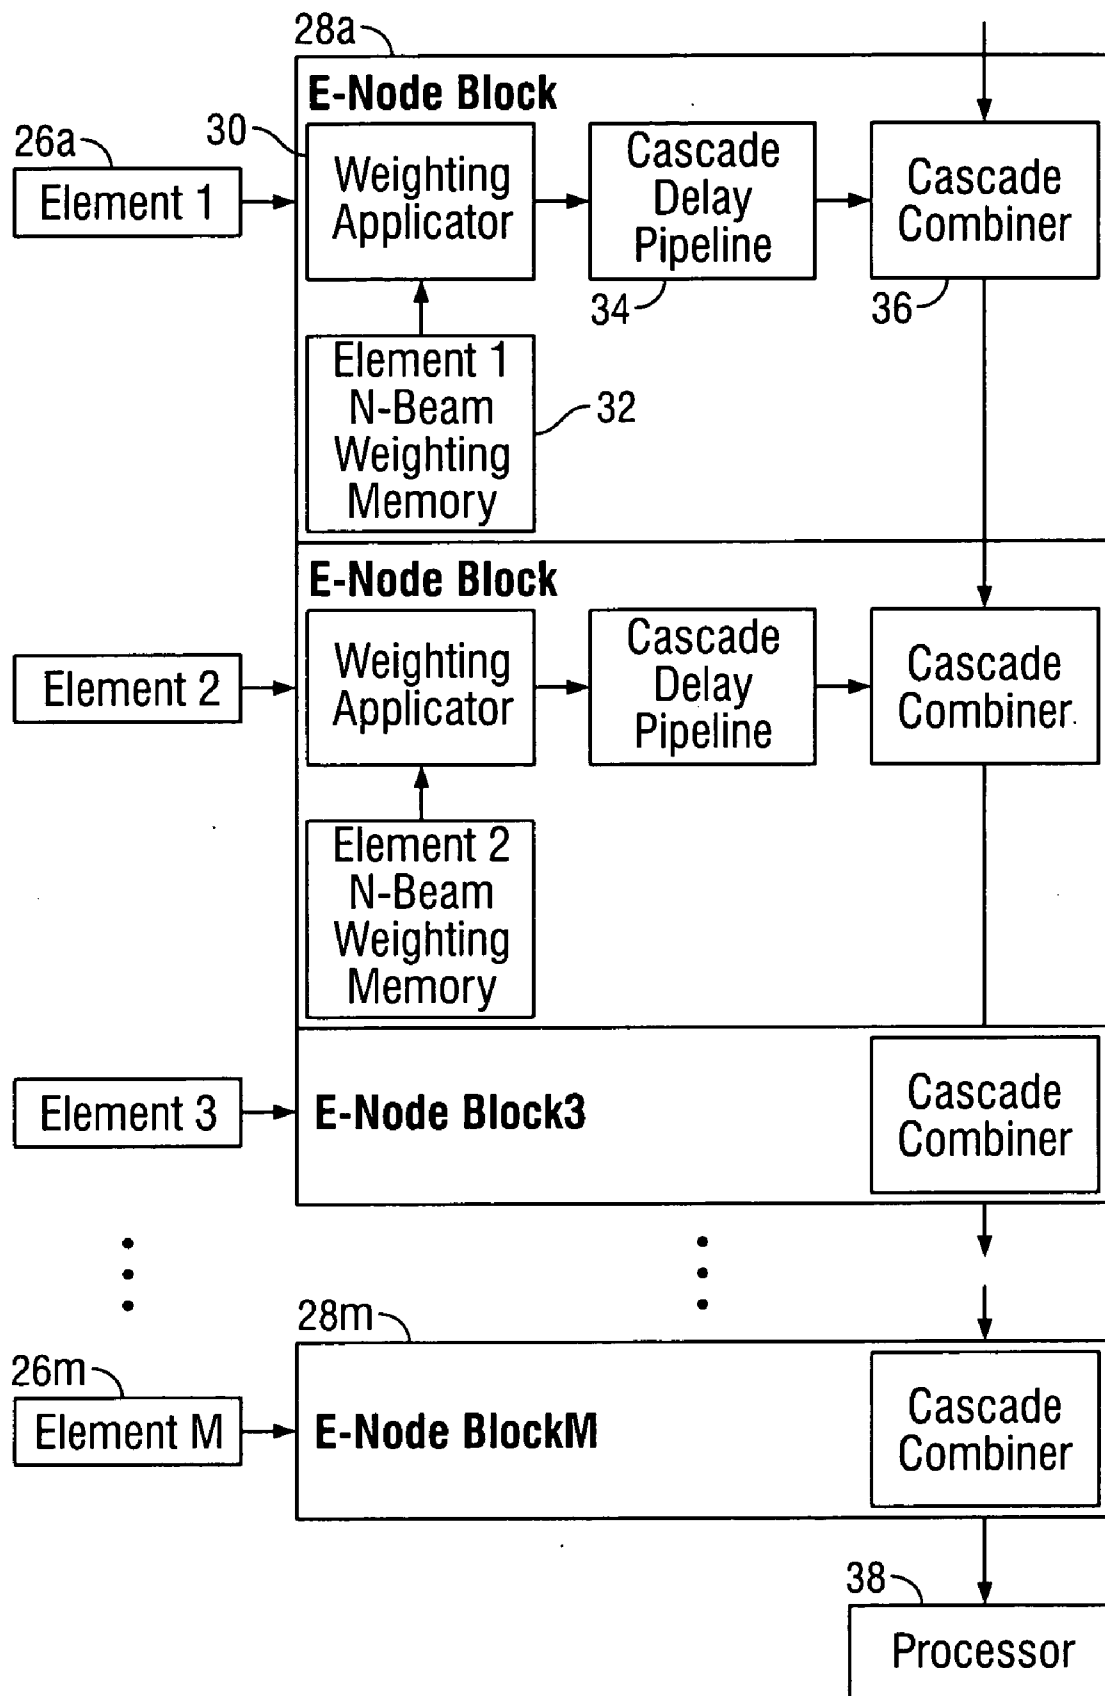 28a
E-Node Block
26a
30
Element 1
Weighting
Applicator
Cascade
Delay
Pipeline
Cascade
Combiner
34
36
Element 1
N-Beam
Weighting
Memory
32
E-Node Block
Element 2
Weighting
Applicator
Cascade
Delay
Pipeline
Cascade
Combiner
Element 2
N-Beam
Weighting
Memory
Element 3
E-Node Block3
Cascade
Combiner
28m
26m
Element M
E-Node BlockM
Cascade
Combiner
38
Processor